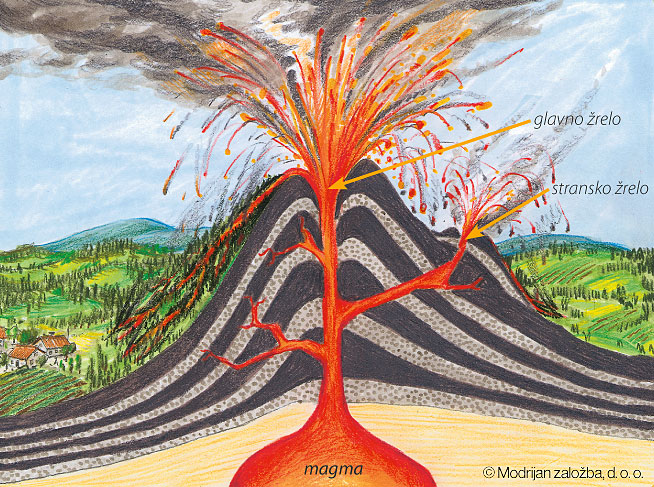 glavno žrelo
stransko žrelo
magma
© Modrijan založba, d. o. o.